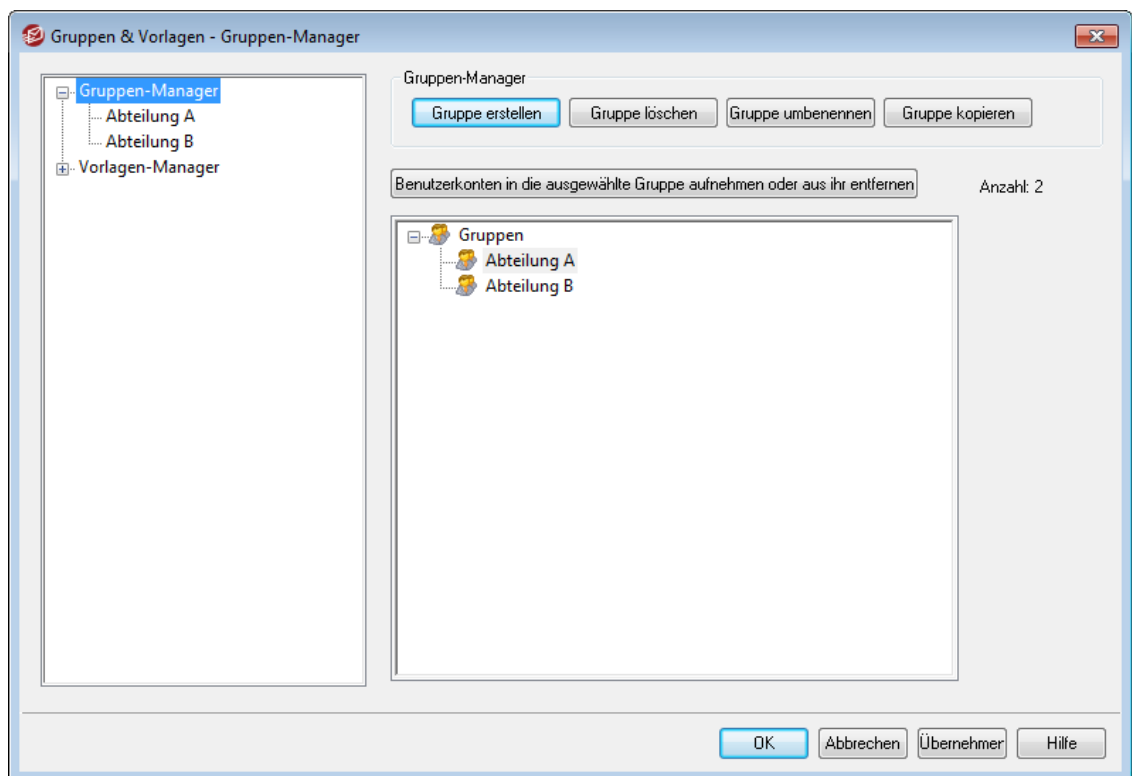 Gruppen & Vorlagen - Gruppen-Manager
Gruppen-Manager
Abteilung A
Abteilung B
Vorlagen-Manager
Gruppen-Manager
Gruppe erstellen
Gruppe löschen
Gruppe umbenennen
Gruppe kopieren
Benutzerkonten in die ausgewählte Gruppe aufnehmen oder aus ihr entfernen
Anzahl: 2
Gruppen
Abteilung A
Abteilung B
OK
Abbrechen
Übernehmer
Hilfe